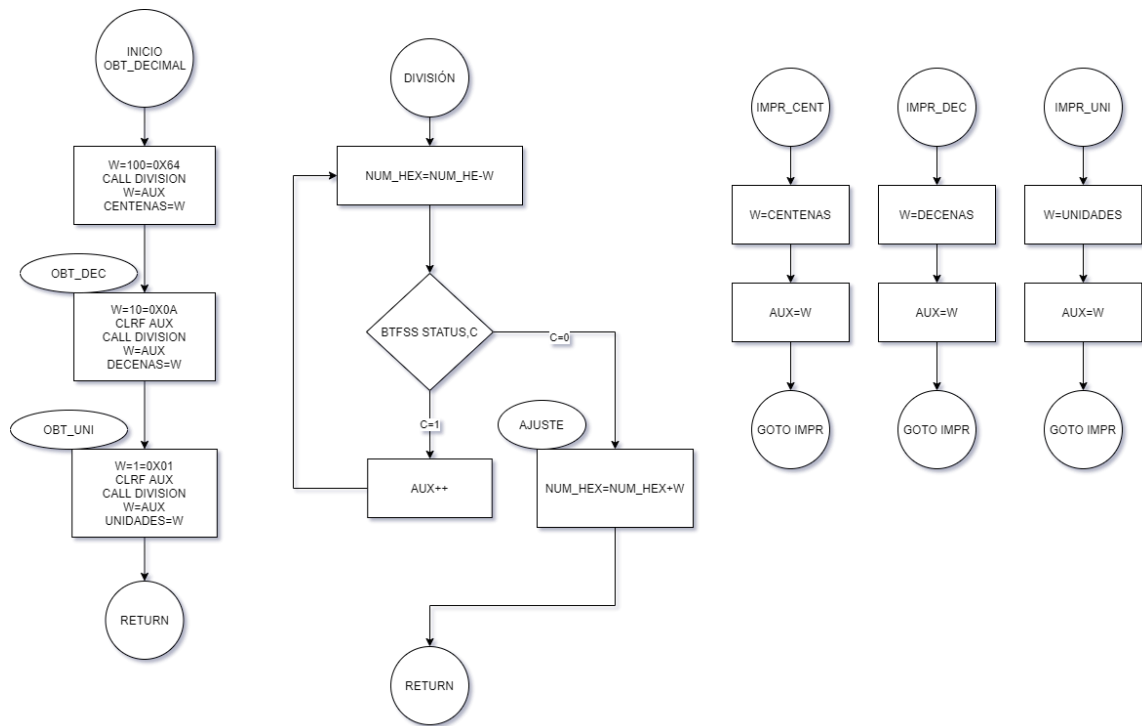 INICIO
OBT_DECIMAL
W=100=0X64
CALL DIVISION
W=AUX
CENTENAS=W
OBT_DEC
W=10=0X0A
CLRF AUX
CALL DIVISION
W=AUX
DECENAS=W
OBT_UNI
W=1=0X01
CLRF AUX
CALL DIVISION
W=AUX
UNIDADES=W
RETURN
DIVISIÓN
NUM_HEX=NUM_HE-W
BTFSS STATUS,C
C=0
C=1
AUX++
AJUSTE
NUM_HEX=NUM_HEX+W
RETURN
IMPR_CENT
W=CENTENAS
AUX=W
GOTO IMPR
IMPR_DEC
W=DECENAS
AUX=W
GOTO IMPR
IMPR_UNI
W=UNIDADES
AUX=W
GOTO IMPR